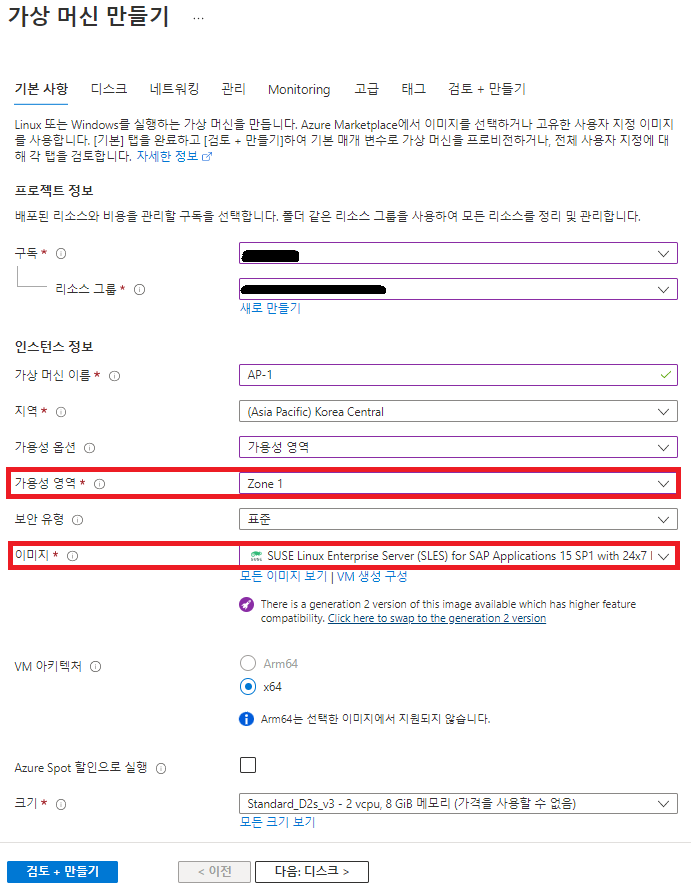 가상 머신 만들기 ...
기본 사항 디스크 네트워킹 관리 Monitoring 고급 태그 검토 + 만들기
Linux 또는 Windows를 실행하는 가상 머신을 만듭니다. Azure Marketplace에서 이미지를 선택하거나 고유한 사용자 지정 이미지
를 사용합니다. [기본] 탭을 완료하고 [검토 + 만들기]하여 기본 매개 변수로 가상 머신을 프로비전하거나, 전체 사용자 지정에 대
해 각 탭을 검토합니다. 자세한 정보
프로젝트 정보
배포된 리소스와 비용을 관리할 구독을 선택합니다. 폴더 같은 리소스 그룹을 사용하여 모든 리소스를 정리 및 관리합니다.
구독 *
리소스 그룹 *
새로 만들기
인스턴스 정보
가상 머신 이름 * AP-1
지역 * (Asia Pacific) Korea Central
가용성 옵션 가용성 영역
가용성 영역 * Zone 1
보안 유형 표준
이미지 * SUSE Linux Enterprise Server (SLES) for SAP Applications 15 SP1 with 24x7
모든 이미지 보기 | VM 생성 구성
There is a generation 2 version of this image available which has higher feature
compatibility. Click here to swap to the generation 2 version
VM 아키텍처 Arm64
x64
Arm64는 선택한 이미지에서 지원되지 않습니다.
Azure Spot 할인으로 실행
크기 * Standard_D2s_v3 - 2 vcpu, 8 GiB 메모리 (가격을 사용할 수 없음)
모든 크기 보기
검토 + 만들기 < 이전 다음: 디스크 >